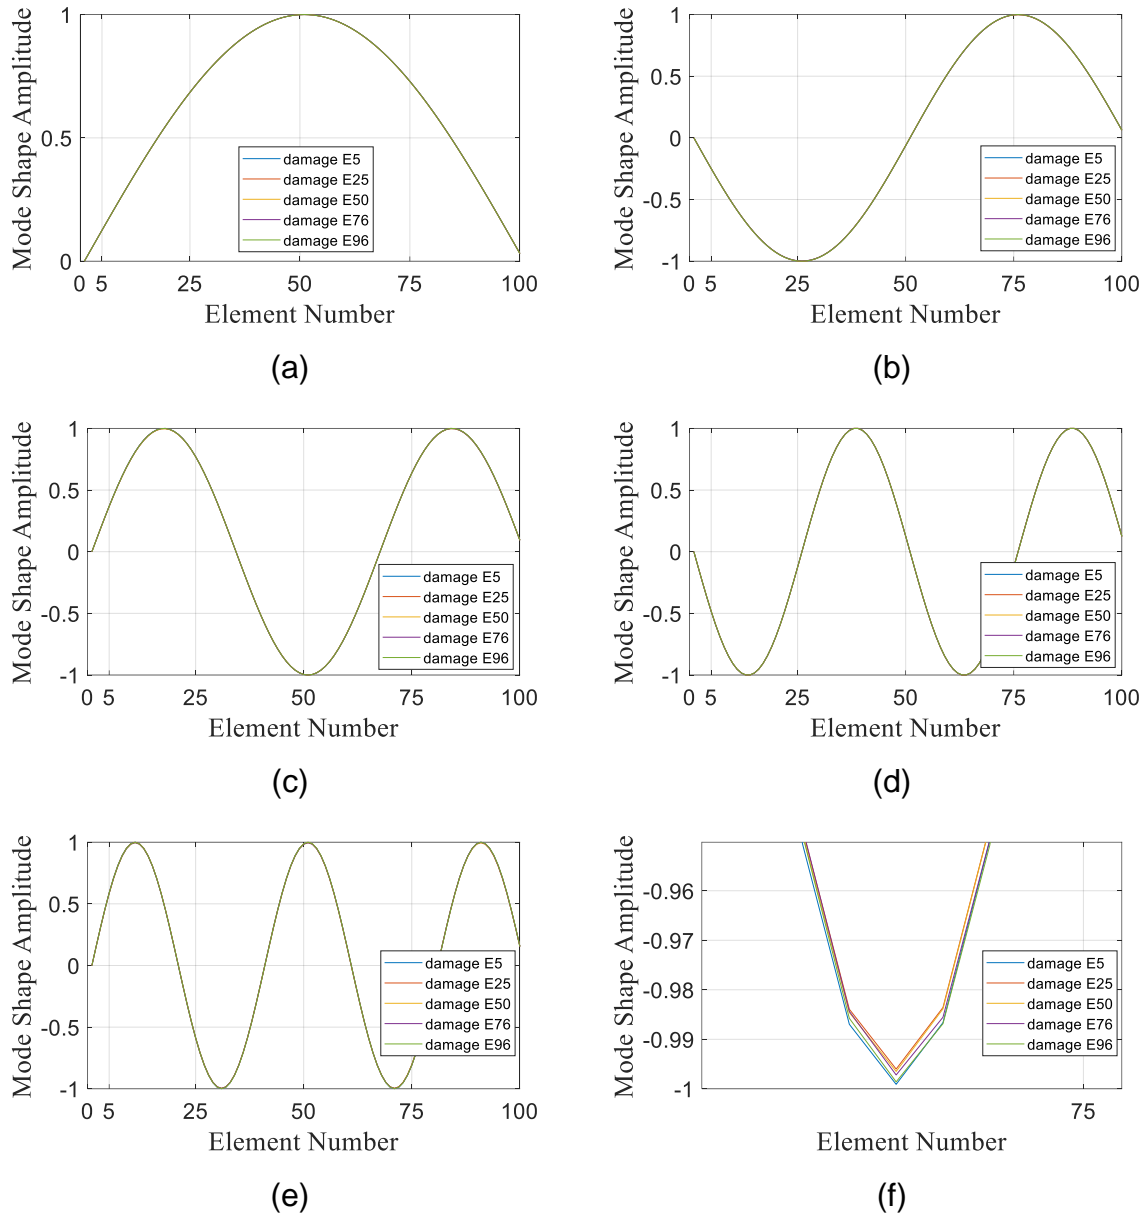 Mode Shape Amplitude
1
0.5
0
damage E5
damage E25
damage E50
damage E76
damage E96
0 5 25 50 75 100
Element Number
(a)
Mode Shape Amplitude
1
0.5
0
-0.5
-1
damage E5
damage E25
damage E50
damage E76
damage E96
0 5 25 50 75 100
Element Number
(b)
Mode Shape Amplitude
1
0.5
0
-0.5
-1
damage E5
damage E25
damage E50
damage E76
damage E96
0 5 25 50 75 100
Element Number
(c)
Mode Shape Amplitude
1
0.5
0
-0.5
-1
damage E5
damage E25
damage E50
damage E76
damage E96
0 5 25 50 75 100
Element Number
(d)
Mode Shape Amplitude
1
0.5
0
-0.5
-1
damage E5
damage E25
damage E50
damage E76
damage E96
0 5 25 50 75 100
Element Number
(e)
Mode Shape Amplitude
-0.96
-0.97
-0.98
-0.99
-1
damage E5
damage E25
damage E50
damage E76
damage E96
75
Element Number
(f)